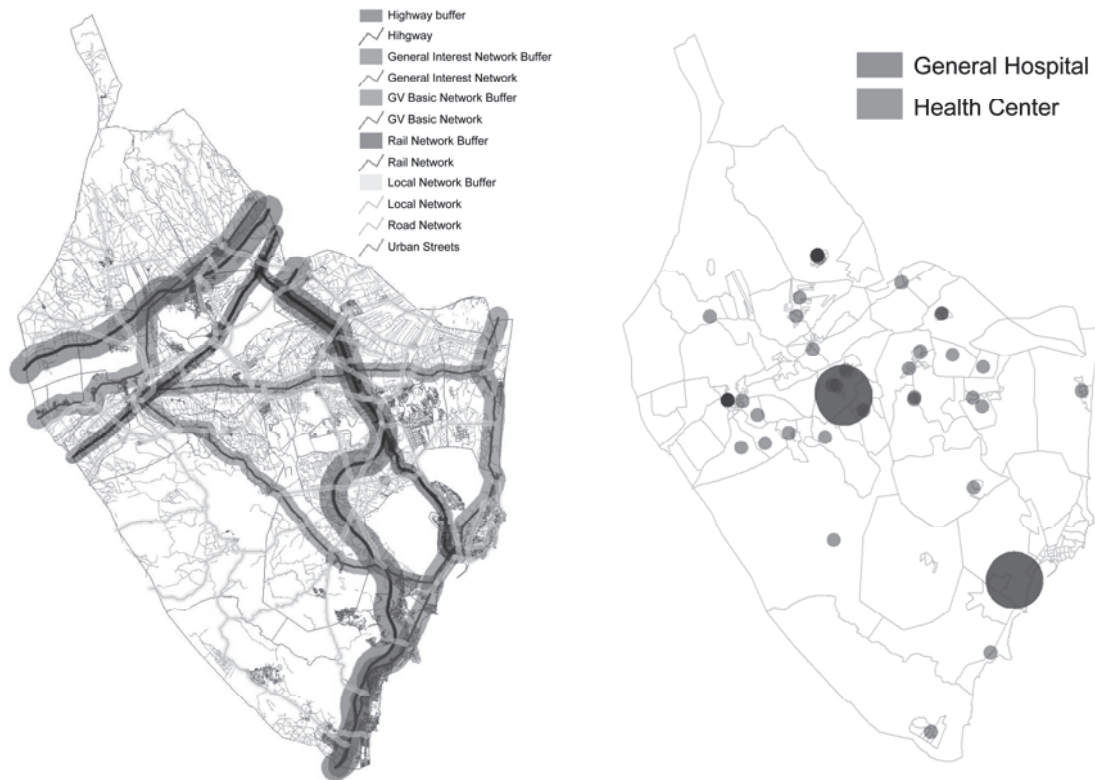 Highway buffer
Hihgway
General Interest Network Buffer
General Interest Network
GV Basic Network Buffer
GV Basic Network
Rail Network Buffer
Rail Network
Local Network Buffer
Local Network
Road Network
Urban Streets
General Hospital
Health Center